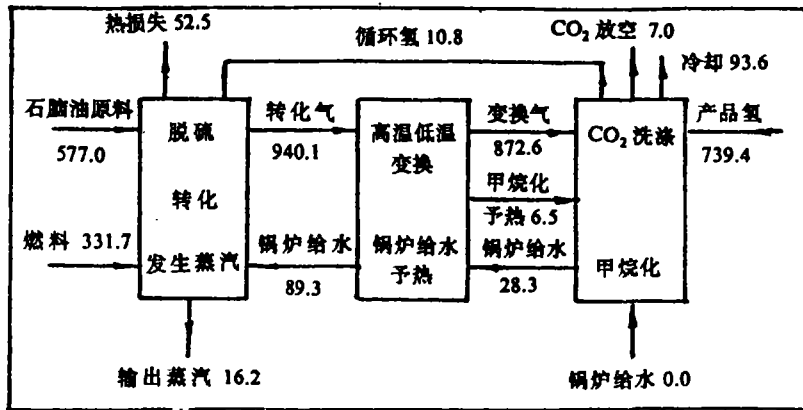 热损失 52.5
循环氢 10.8
CO₂ 放空 7.0
冷却 93.6
石脑油原料
577.0
脱硫
转化
发生蒸汽
转化气
940.1
高温低温
变换
锅炉给水
予热
变换气
872.6
CO₂ 洗涤
甲烷化
产品氢
739.4
甲烷化
予热 6.5
燃料 331.7
锅炉给水
89.3
锅炉给水
28.3
输出蒸汽 16.2
锅炉给水 0.0